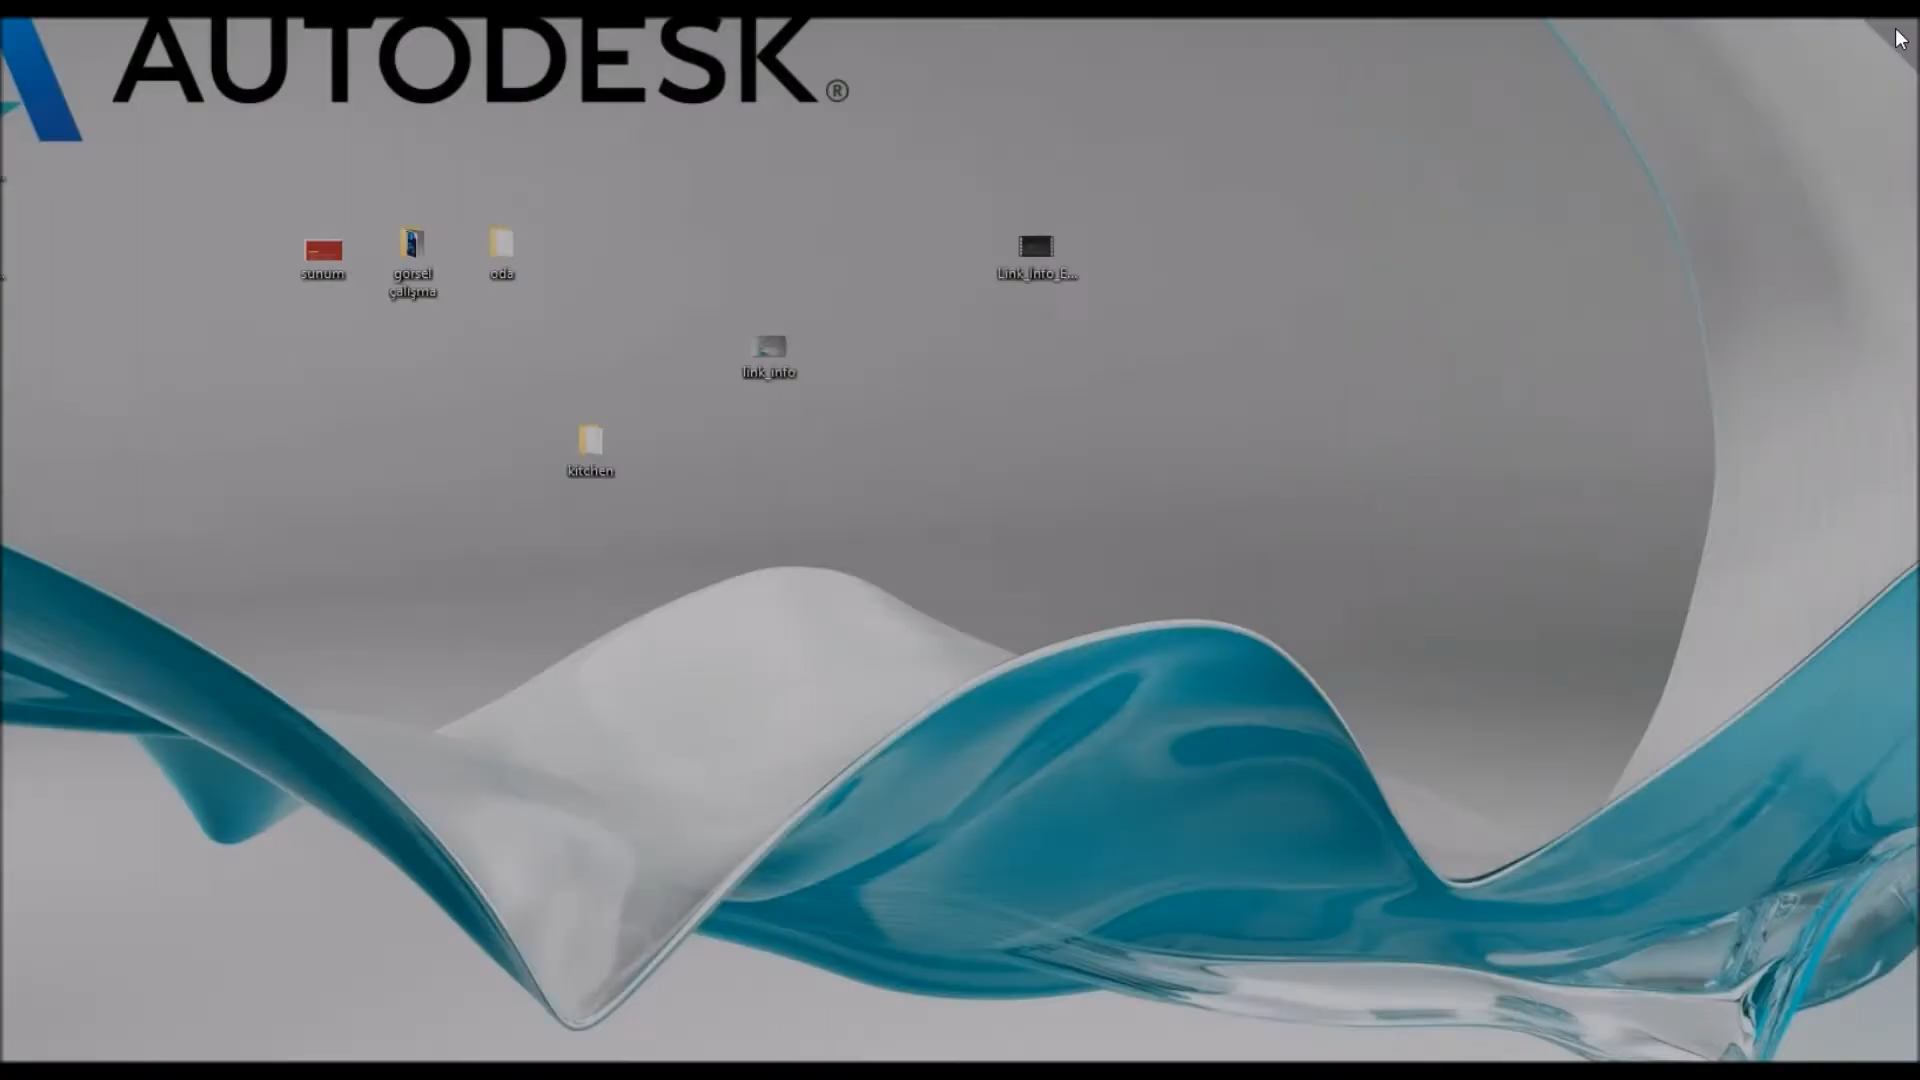 AUTODESK®
sunum
görsel
çalışma
oda
Link_Info_E...
link_info
kitchen